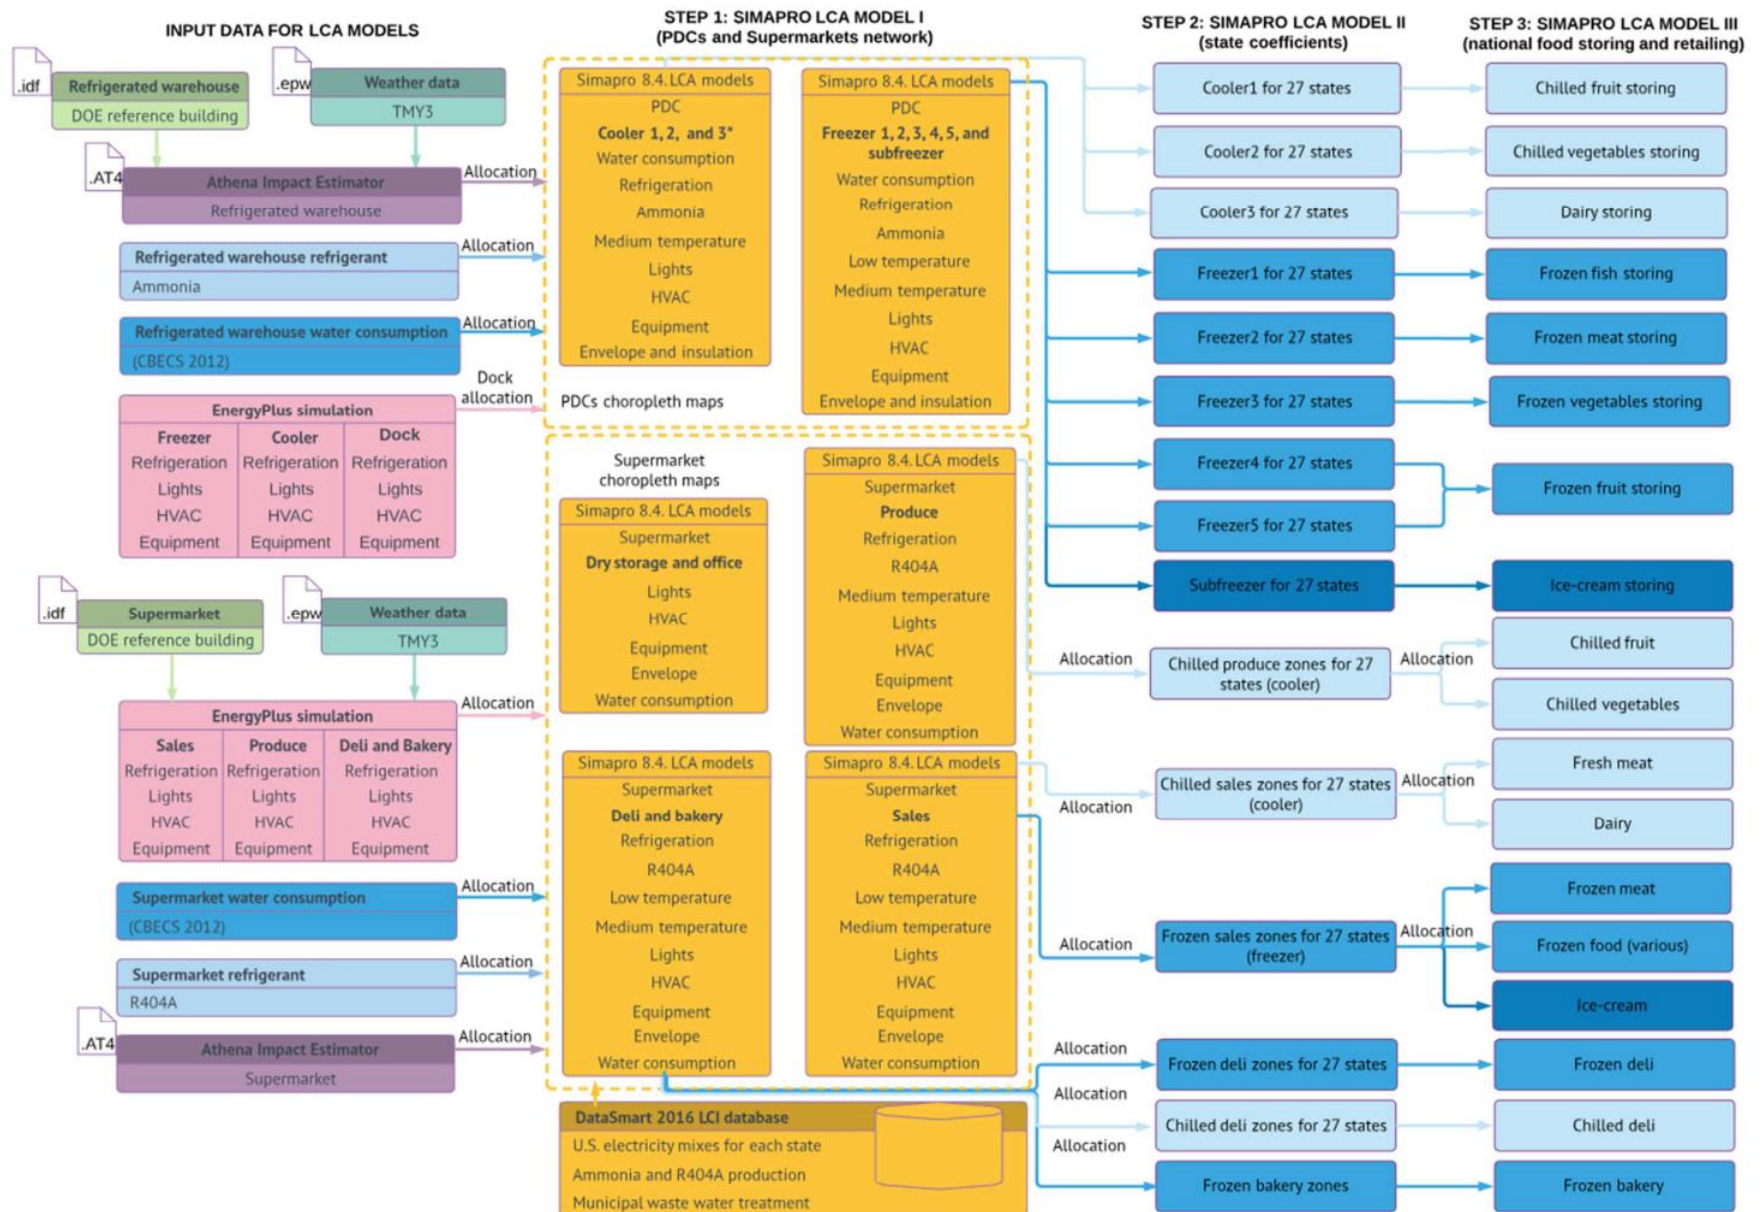 INPUT DATA FOR LCA MODELS
.idf
Refrigerated warehouse
DOE reference building
.epw
Weather data
TMY3
.AT4
Athena Impact Estimator
Refrigerated warehouse
Allocation
Refrigerated warehouse refrigerant
Ammonia
Allocation
Refrigerated warehouse water consumption
(CBECS 2012)
Allocation
EnergyPlus simulation
Freezer
Refrigeration
Lights
HVAC
Equipment
Cooler
Refrigeration
Lights
HVAC
Equipment
Dock
Refrigeration
Lights
HVAC
Equipment
Dock
allocation
.idf
Supermarket
DOE reference building
.epw
Weather data
TMY3
EnergyPlus simulation
Sales
Refrigeration
Lights
HVAC
Equipment
Produce
Refrigeration
Lights
HVAC
Equipment
Deli and Bakery
Refrigeration
Lights
HVAC
Equipment
Allocation
Supermarket water consumption
(CBECS 2012)
Allocation
Supermarket refrigerant
R404A
Allocation
.AT4
Athena Impact Estimator
Supermarket
Allocation
STEP 1: SIMAPRO LCA MODEL I
(PDCs and Supermarkets network)
Simapro 8.4. LCA models
PDC
Cooler 1, 2, and 3*
Water consumption
Refrigeration
Ammonia
Medium temperature
Lights
HVAC
Equipment
Envelope and insulation
Simapro 8.4. LCA models
PDC
Freezer 1, 2, 3, 4, 5, and
subfreezer
Water consumption
Refrigeration
Ammonia
Low temperature
Medium temperature
Lights
HVAC
Equipment
Envelope and insulation
PDCs choropleth maps
Supermarket
choropleth maps
Simapro 8.4. LCA models
Supermarket
Dry storage and office
Lights
HVAC
Equipment
Envelope
Water consumption
Simapro 8.4. LCA models
Supermarket
Produce
Refrigeration
R404A
Medium temperature
Lights
HVAC
Equipment
Envelope
Water consumption
Simapro 8.4. LCA models
Supermarket
Deli and bakery
Refrigeration
R404A
Low temperature
Medium temperature
Lights
HVAC
Equipment
Envelope
Water consumption
Simapro 8.4. LCA models
Supermarket
Sales
Refrigeration
R404A
Low temperature
Medium temperature
Lights
HVAC
Equipment
Envelope
Water consumption
DataSmart 2016 LCI database
U.S. electricity mixes for each state
Ammonia and R404A production
Municipal waste water treatment
STEP 2: SIMAPRO LCA MODEL II
(state coefficients)
Cooler1 for 27 states
Cooler2 for 27 states
Cooler3 for 27 states
Freezer1 for 27 states
Freezer2 for 27 states
Freezer3 for 27 states
Freezer4 for 27 states
Freezer5 for 27 states
Subfreezer for 27 states
Allocation
Chilled produce zones for 27
states (cooler)
Allocation
Allocation
Chilled sales zones for 27 states
(cooler)
Allocation
Allocation
Frozen sales zones for 27 states
(freezer)
Allocation
Allocation
Frozen deli zones for 27 states
Allocation
Chilled deli zones for 27 states
Allocation
Frozen bakery zones
STEP 3: SIMAPRO LCA MODEL III
(national food storing and retailing)
Chilled fruit storing
Chilled vegetables storing
Dairy storing
Frozen fish storing
Frozen meat storing
Frozen vegetables storing
Frozen fruit storing
Ice-cream storing
Chilled fruit
Chilled vegetables
Fresh meat
Dairy
Frozen meat
Frozen food (various)
Ice-cream
Frozen deli
Chilled deli
Frozen bakery